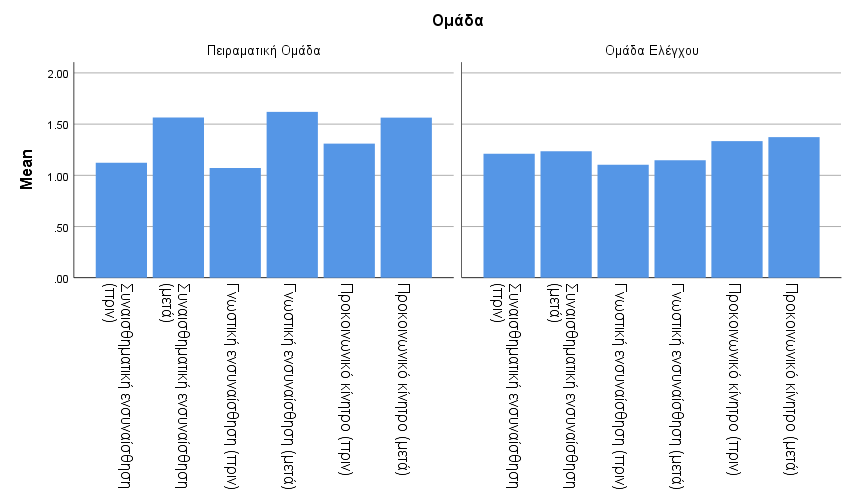 Ομάδα
Πειραματική Ομάδα
Ομάδα Ελέγχου
Mean
2.00
1.50
1.00
.50
.00
Συναισθηματική ενσυναίσθηση
(πριν)
Συναισθηματική ενσυναίσθηση
(μετά)
Γνωστική ενσυναίσθηση (πριν)
Γνωστική ενσυναίσθηση (μετά)
Προκοινωνικό κίνητρο (πριν)
Προκοινωνικό κίνητρο (μετά)
Συναισθηματική ενσυναίσθηση
(πριν)
Συναισθηματική ενσυναίσθηση
(μετά)
Γνωστική ενσυναίσθηση (πριν)
Γνωστική ενσυναίσθηση (μετά)
Προκοινωνικό κίνητρο (πριν)
Προκοινωνικό κίνητρο (μετά)